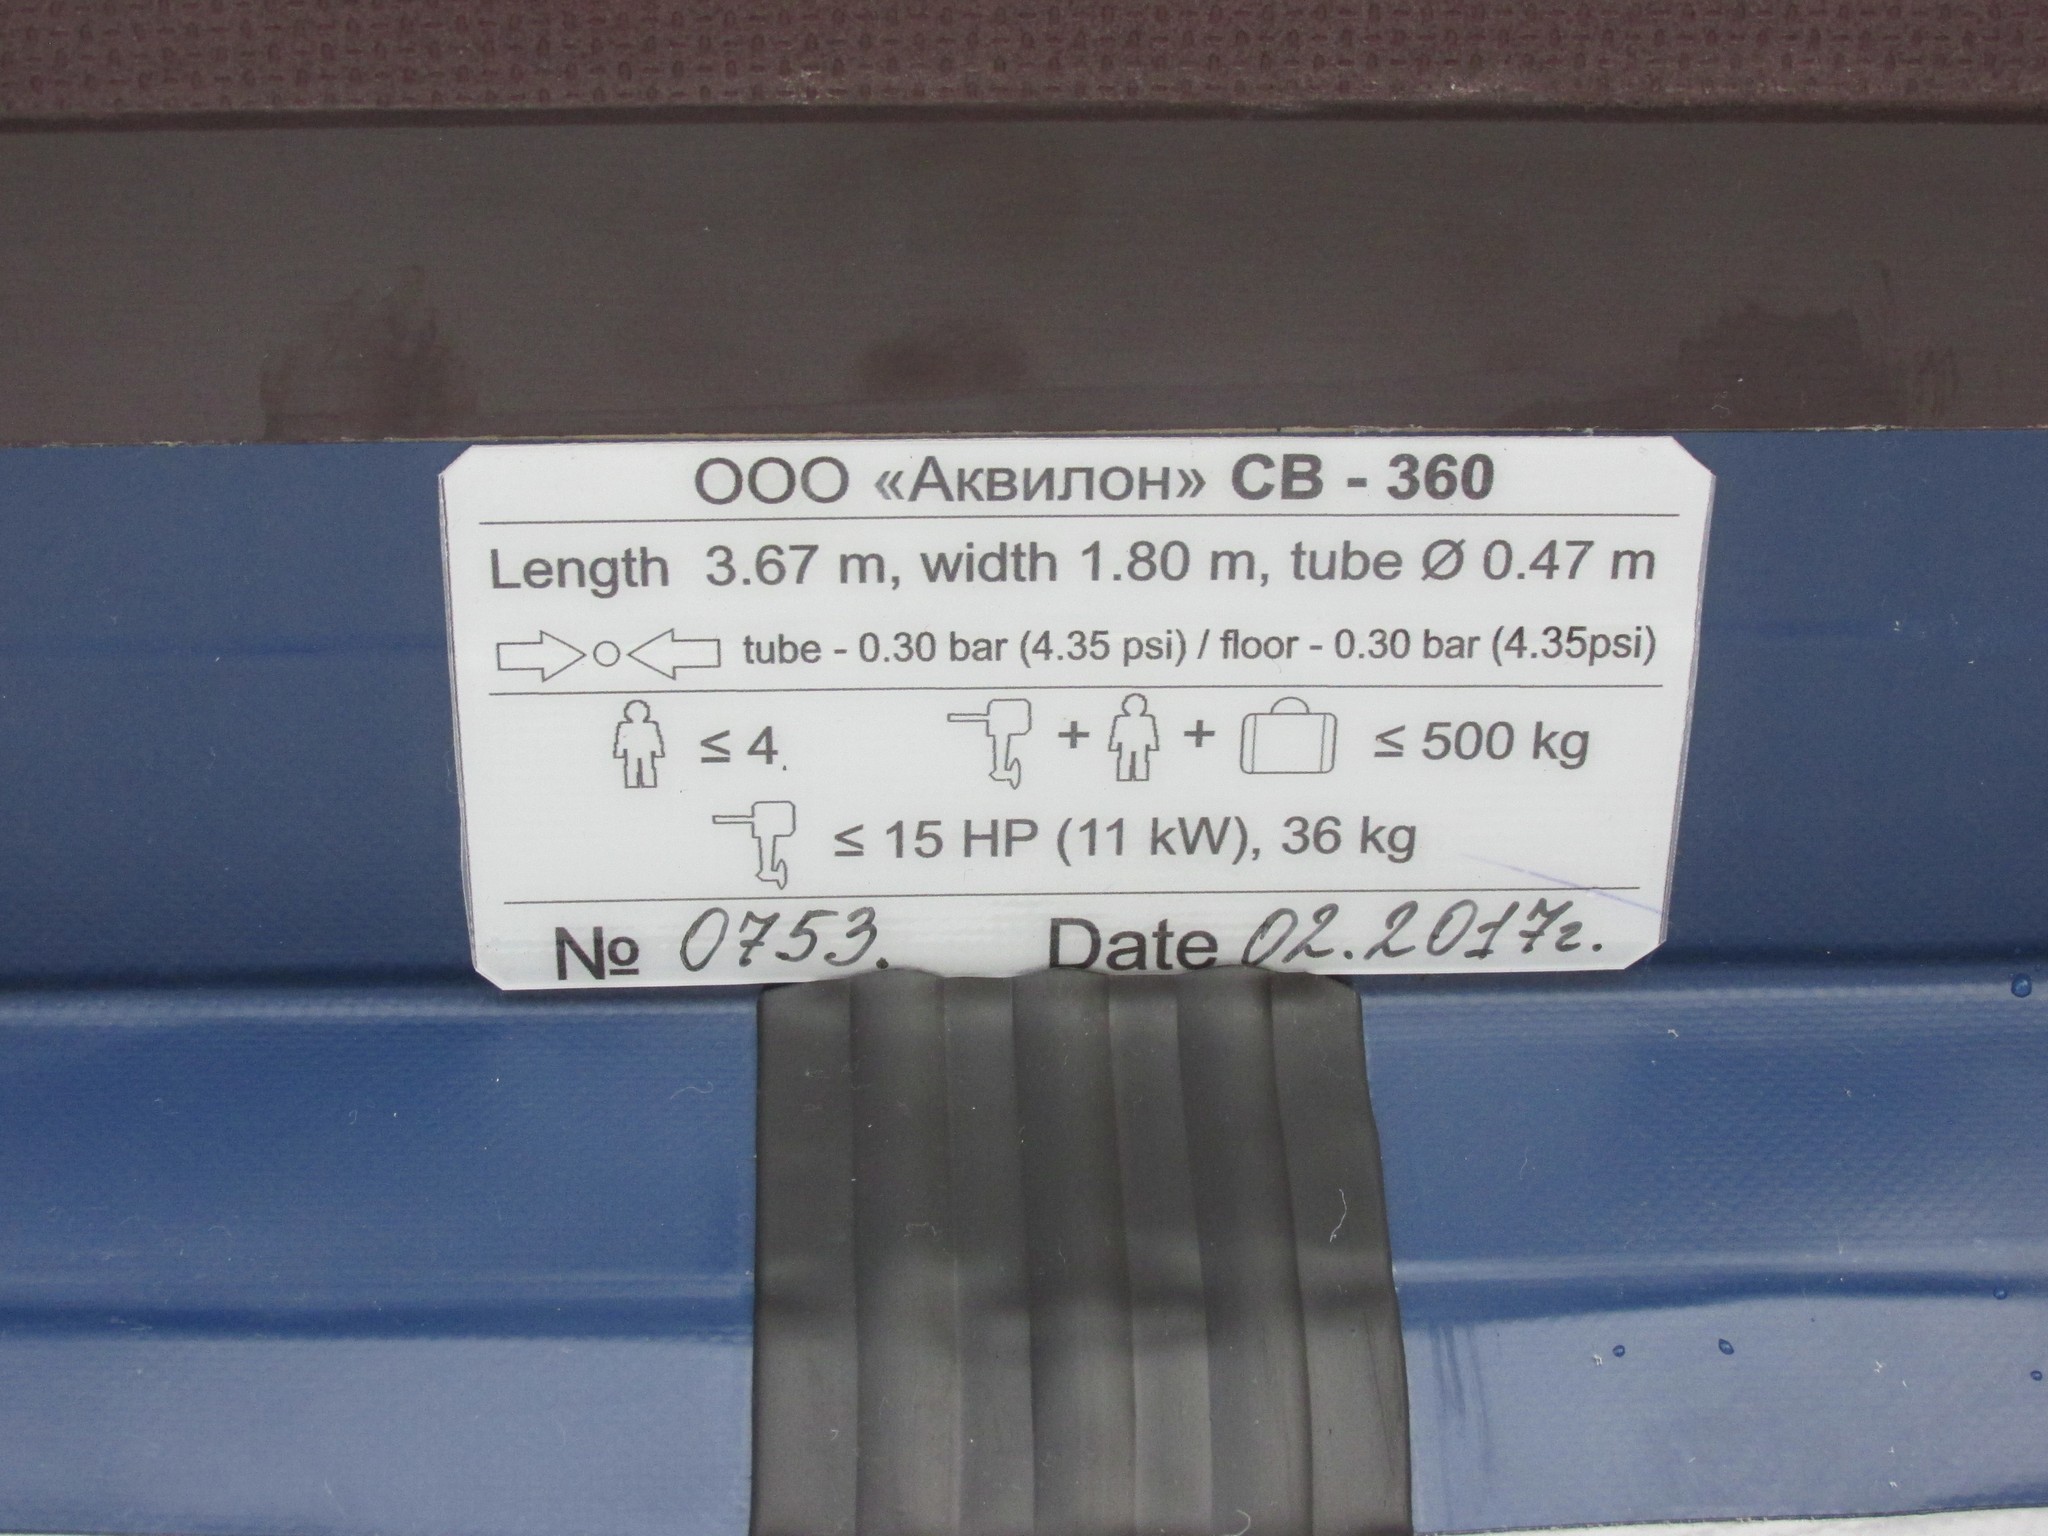 ООО «Аквилон» СВ - 360
Length 3.67 m, width 1.80 m, tube Ø 0.47 m
tube - 0.30 bar (4.35 psi) / floor - 0.30 bar (4.35psi)
≤ 4. + + ≤ 500 kg
≤ 15 HP (11 kW), 36 kg
№ 0753. Date 02.2017г.